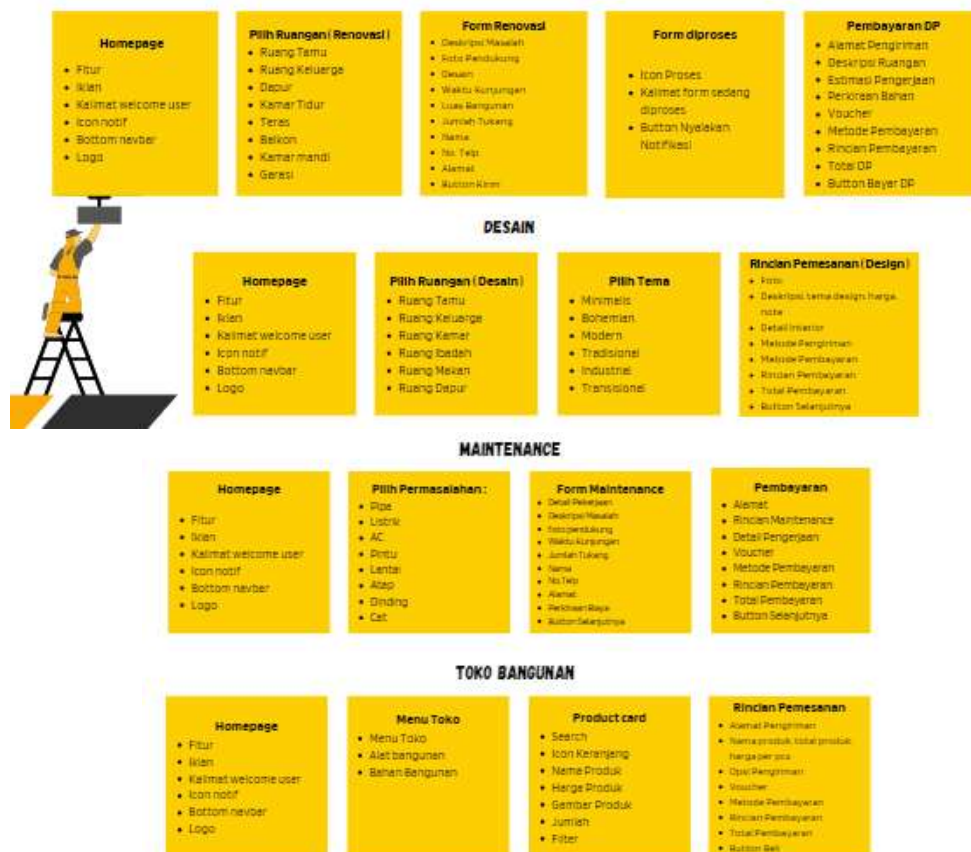 Homepage
Fitur
Iklan
Kalimat welcome user
Icon notif
Bottom navbar
Logo
Pilih Ruangan ( Renovasi )
Ruang Tamu
Ruang Keluarga
Dapur
Kamar Tidur
Teras
Balkon
Kamar mandi
Garasi
Form Renovasi
Deskripsi Masalah
Foto Pendukung
Desain
Waktu Kunjungan
Luas Bangunan
Jumlah Tukang
Nama
No. Telp
Alamat
Button Kirim
Form diproses
Icon Proses
Kalimat form sedang
diproses
Button Nyalakan
Notifikasi
Pembayaran DP
Alamat Pengiriman
Deskripsi Ruangan
Estimasi Pengerjaan
Perkiraan Bahan
Voucher
Metode Pembayaran
Rincian Pembayaran
Total DP
Button Bayar DP
DESAIN
Homepage
Fitur
Iklan
Kalimat welcome user
Icon notif
Bottom navbar
Logo
Pilih Ruangan ( Desain )
Ruang Tamu
Ruang Keluarga
Ruang Kamar
Ruang Ibadah
Ruang Makan
Ruang Dapur
Pilih Tema
Minimalis
Bohemian
Modern
Tradisional
Industrial
Transisional
Rincian Pemesanan ( Design )
Foto
Deskripsi tema design, harga,
note
Detail Interior
Metode Pengiriman
Metode Pembayaran
Rincian Pembayaran
Total Pembayaran
Button Selanjutnya
MAINTENANCE
Homepage
Fitur
Iklan
Kalimat welcome user
Icon notif
Bottom navbar
Logo
Pilih Permasalahan :
Pipa
Listrik
AC
Pintu
Lantai
Atap
Dinding
Cat
Form Maintenance
Detail Pekerjaan
Deskripsi Masalah
Foto pendukung
Waktu Kunjungan
Jumlah Tukang
Nama
No.Telp
Alamat
Perkiraan Biaya
Button Selanjutnya
Pembayaran
Alamat
Rincian Maintenance
Detail Pengerjaan
Voucher
Metode Pembayaran
Rincian Pembayaran
Total Pembayaran
Button Selanjutnya
TOKO BANGUNAN
Homepage
Fitur
Iklan
Kalimat welcome user
Icon notif
Bottom navbar
Logo
Menu Toko
Menu Toko
Alat bangunan
Bahan Bangunan
Product card
Search
Icon Keranjang
Nama Produk
Harga Produk
Gambar Produk
Jumlah
Filter
Rincian Pemesanan
Alamat Pengiriman
Nama produk, total produk,
harga per pcs
Opsi Pengiriman
Voucher
Metode Pembayaran
Rincian Pembayaran
Total Pembayaran
Button Beli